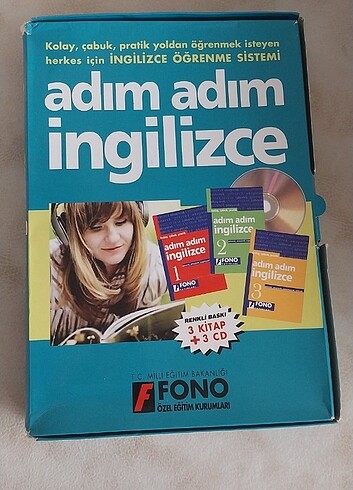 Kolay, çabuk, pratik yoldan öğrenmek isteyen
herkes için İNGİLİZCE ÖĞRENME SİSTEMİ
adım adım
ingilizce
adım adım
ingilizce
1
FONO
adım adım
ingilizce
2
FONO
adım adım
ingilizce
3
FONO
RENKLİ BASKI
3 KİTAP
+ 3 CD
T.C. MİLLİ EĞİTİM BAKANLIĞI
FONO
ÖZEL EĞİTİM KURUMLARI